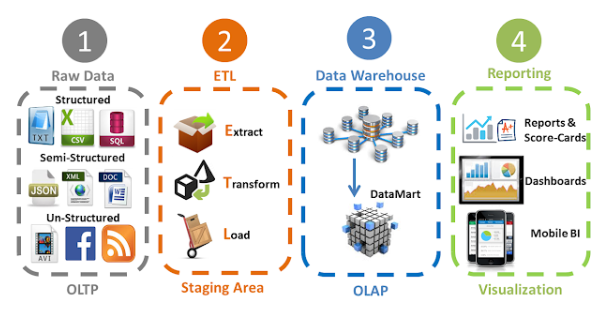 1
Raw Data
Structured
TXT
CSV
SQL
Semi-Structured
JSON
XML
DOC
Un-Structured
AVI
OLTP
2
ETL
Extract
Transform
Load
Staging Area
3
Data Warehouse
DataMart
OLAP
4
Reporting
Reports &
Score-Cards
Dashboards
Mobile BI
Visualization